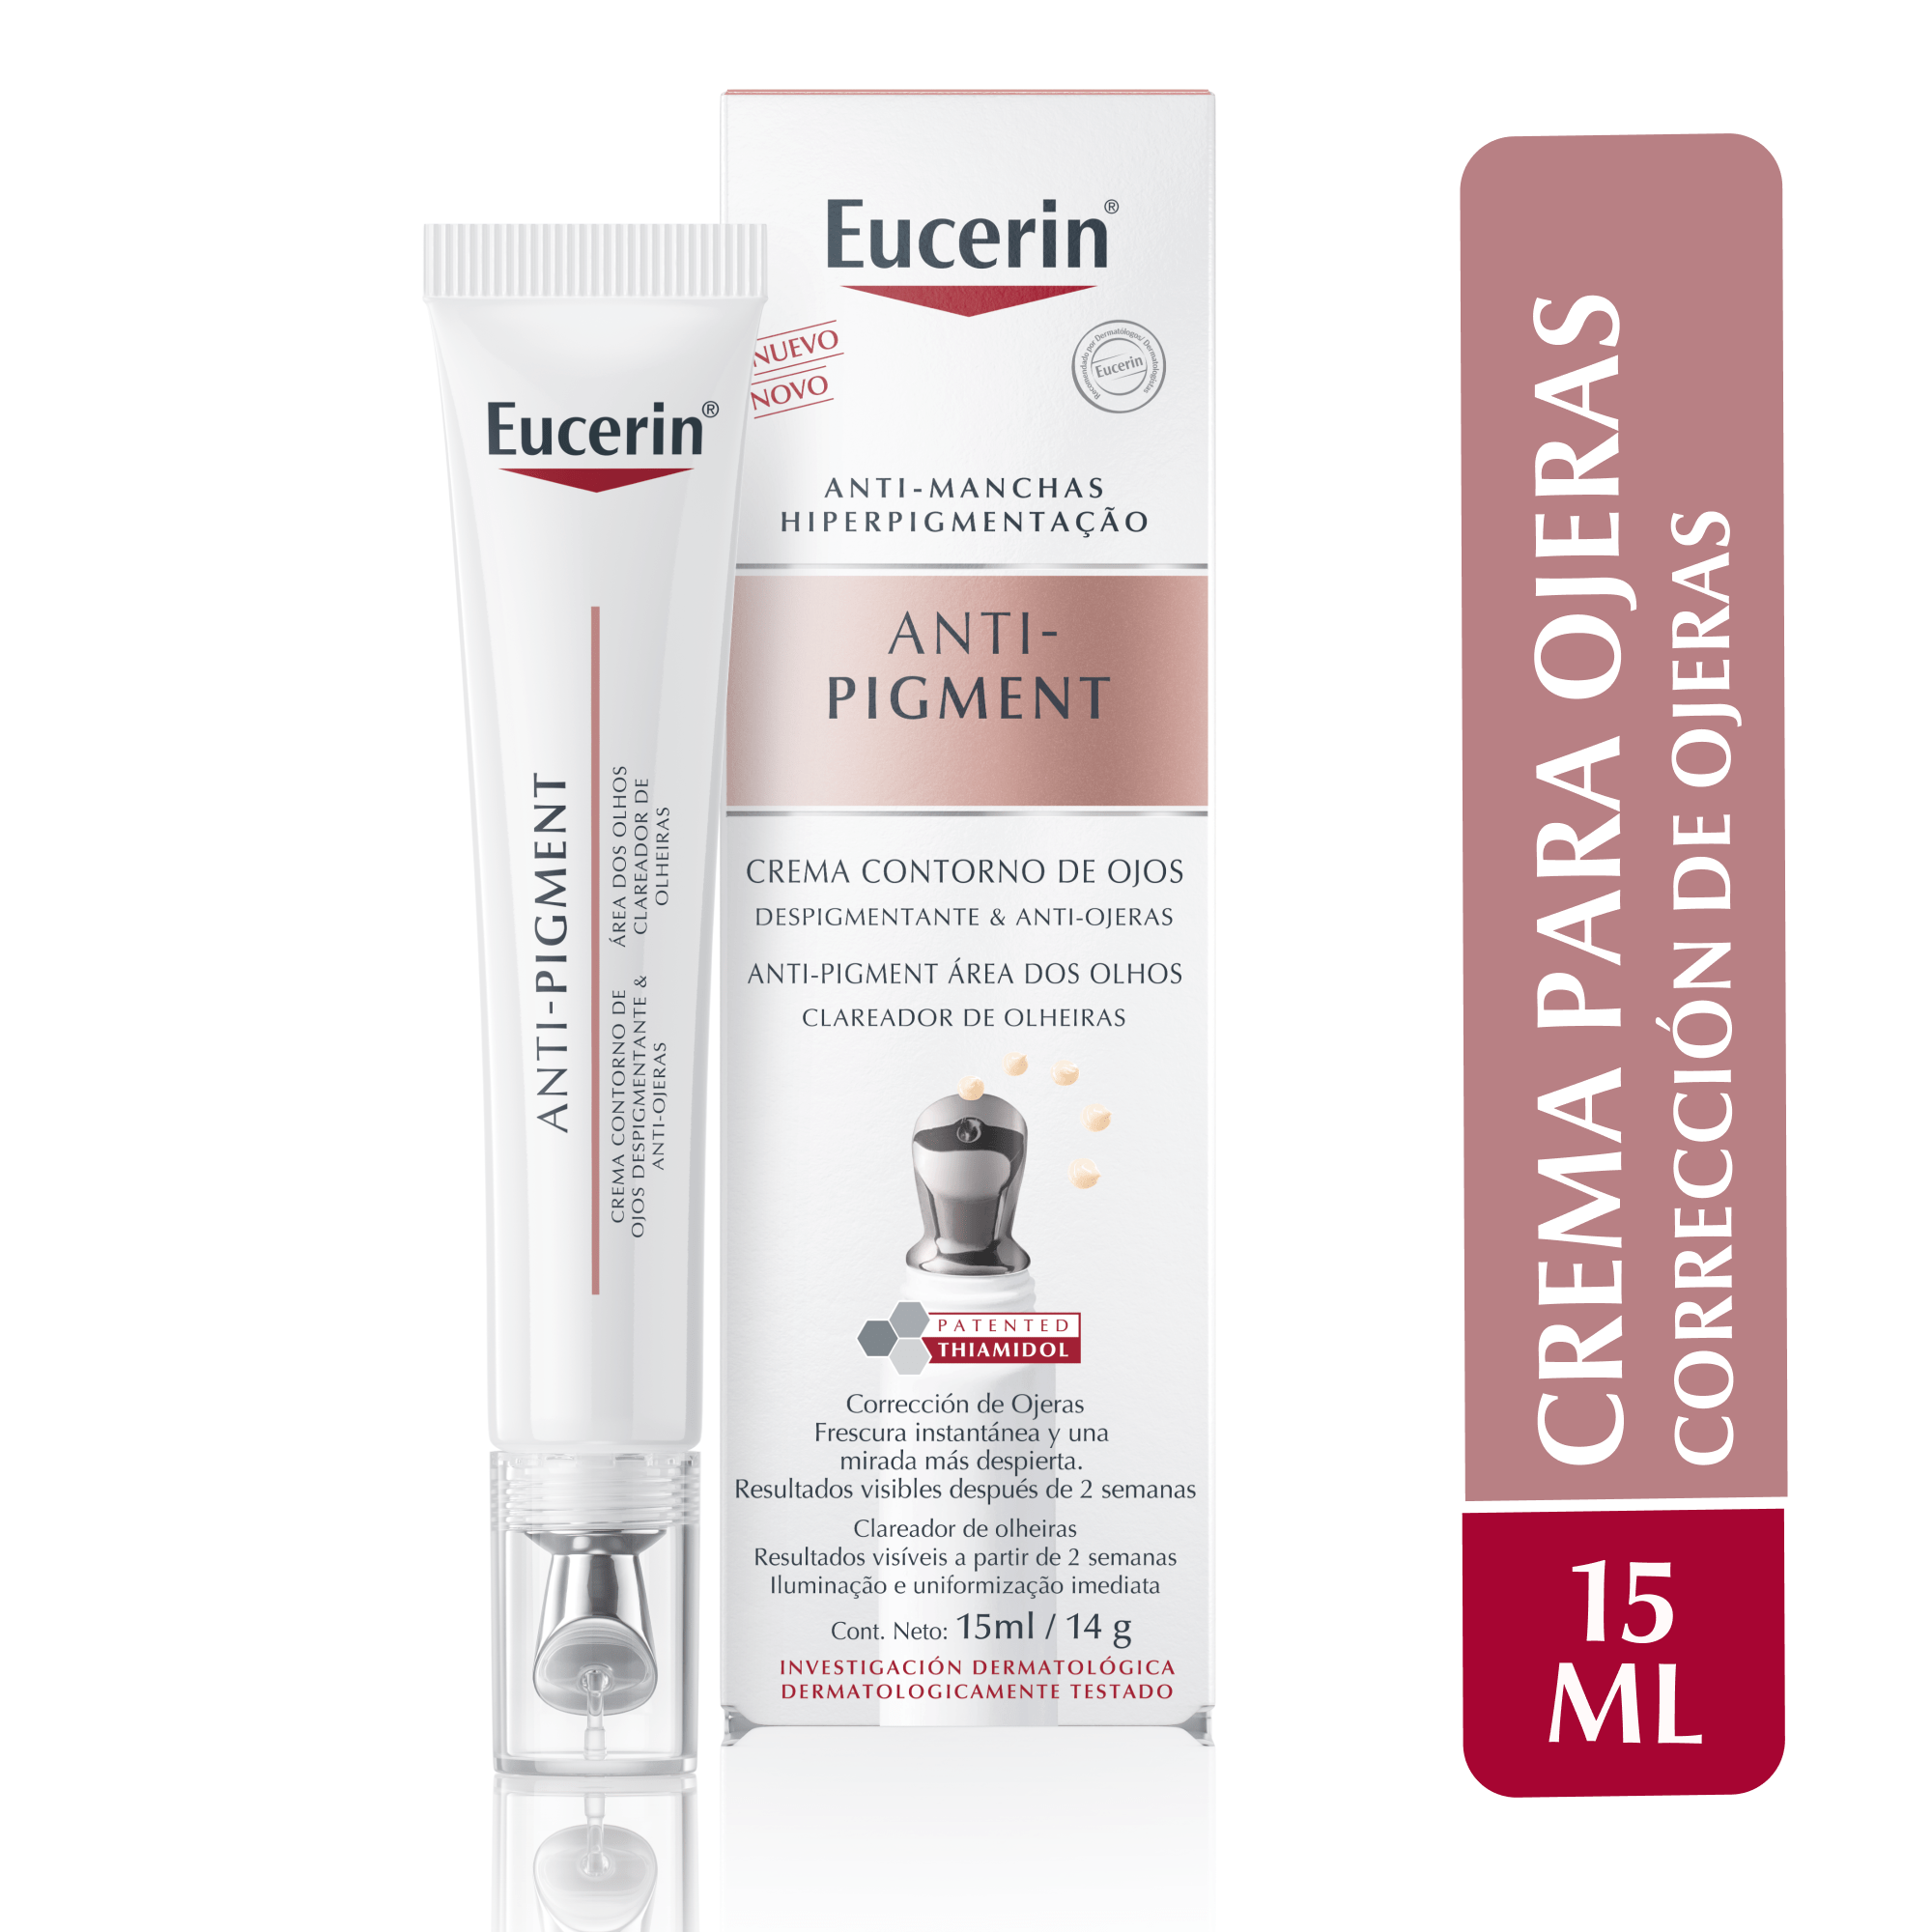 Eucerin®
ANTI-PIGMENT
CREMA CONTORNO DE
OJOS DESPIGMENTANTE &
ANTI-OJERAS
ÁREA DOS OLHOS
CLAREADOR DE
OLHEIRAS
Eucerin®
NUEVO
NOVO
Recomendado por Dermatólogos/ Dermatologistas
Eucerin
ANTI-MANCHAS
HIPERPIGMENTAÇÃO
ANTI-
PIGMENT
CREMA CONTORNO DE OJOS
DESPIGMENTANTE & ANTI-OJERAS
ANTI-PIGMENT ÁREA DOS OLHOS
CLAREADOR DE OLHEIRAS
PATENTED
THIAMIDOL
Corrección de Ojeras
Frescura instantánea y una
mirada más despierta.
Resultados visibles después de 2 semanas
Clareador de olheiras
Resultados visíveis a partir de 2 semanas
Iluminação e uniformização imediata
Cont. Neto: 15ml / 14 g
INVESTIGACIÓN DERMATOLÓGICA
DERMATOLOGICAMENTE TESTADO
CREMA PARA OJERAS
CORRECCIÓN DE OJERAS
15
ML